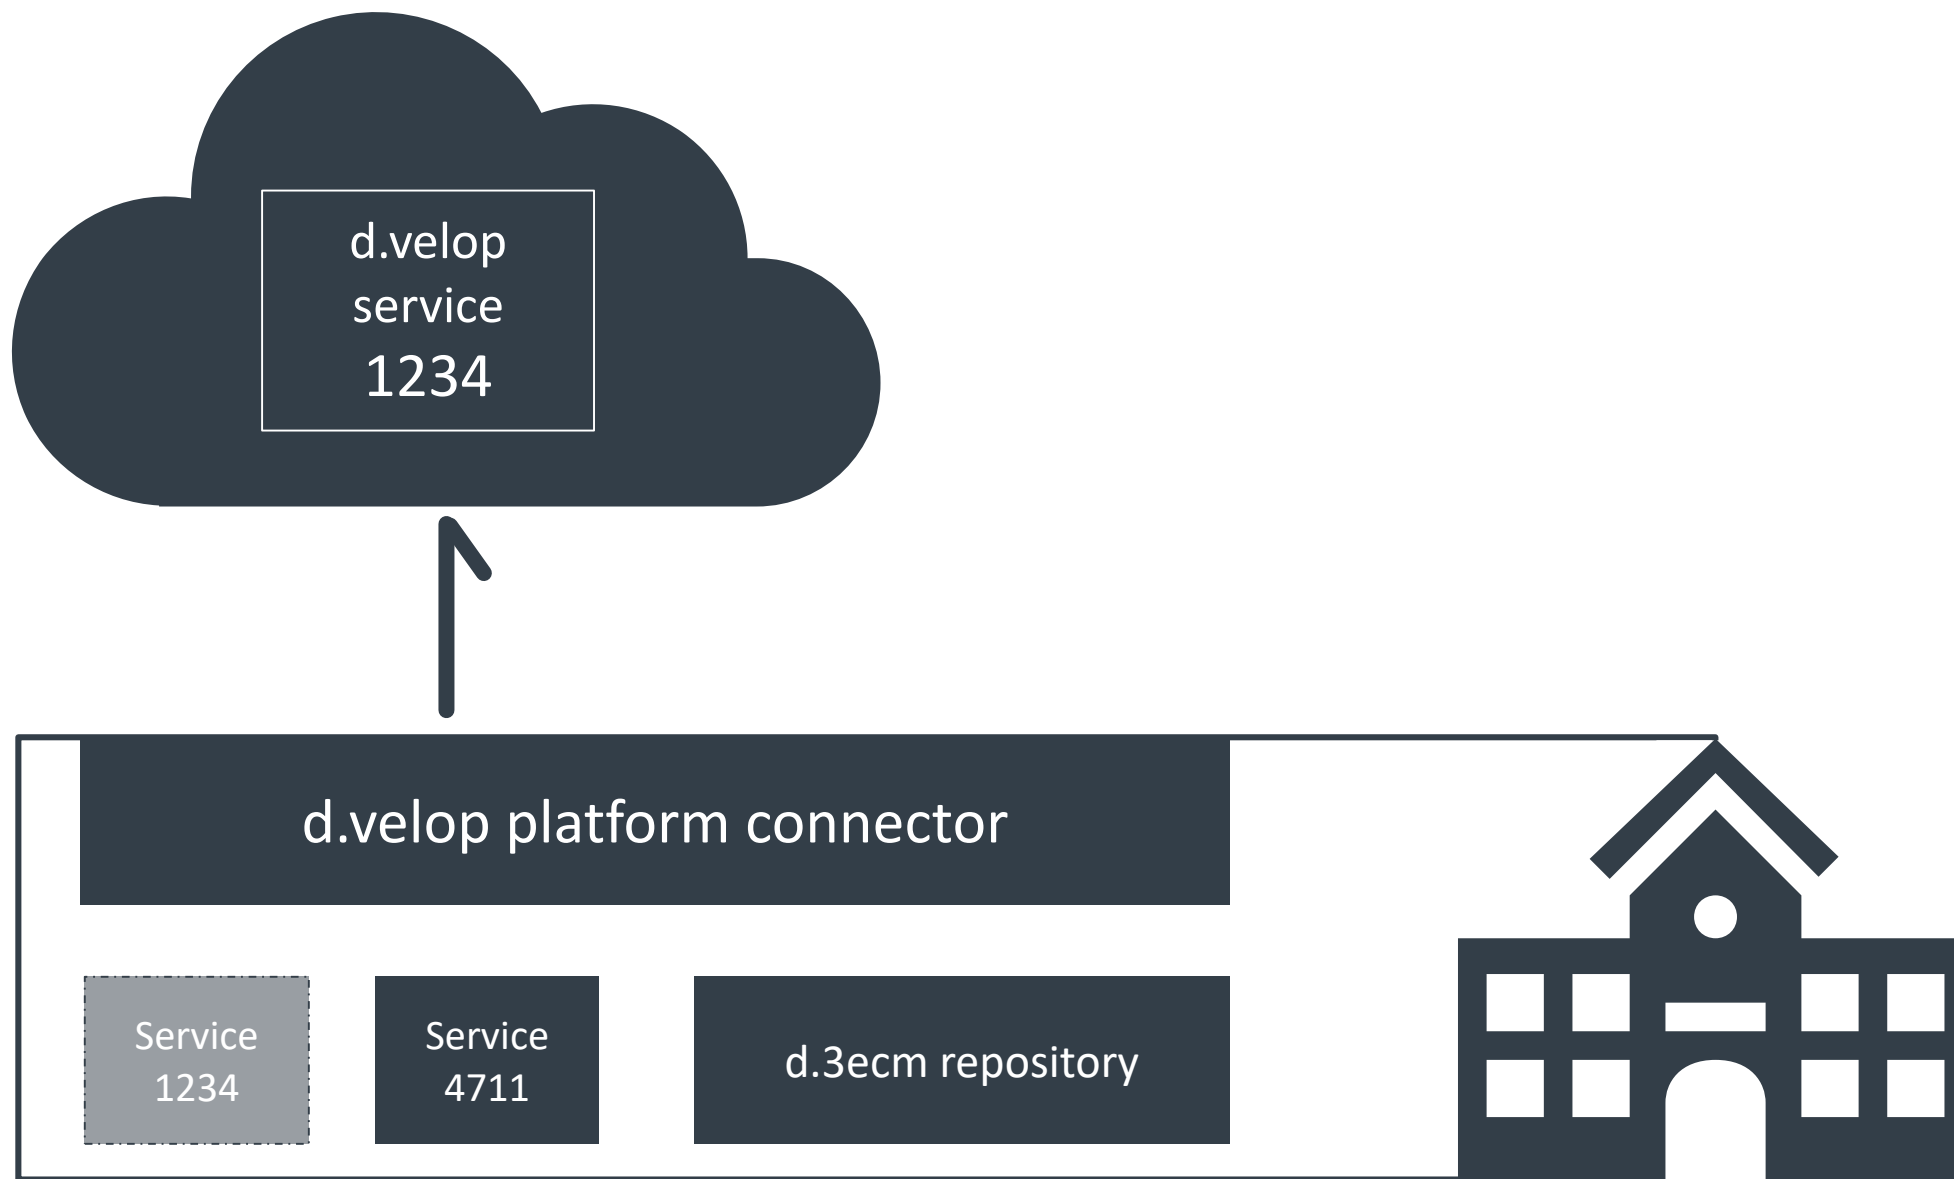 d.velop
service
1234
d.velop platform connector
Service
1234
Service
4711
d.3ecm repository